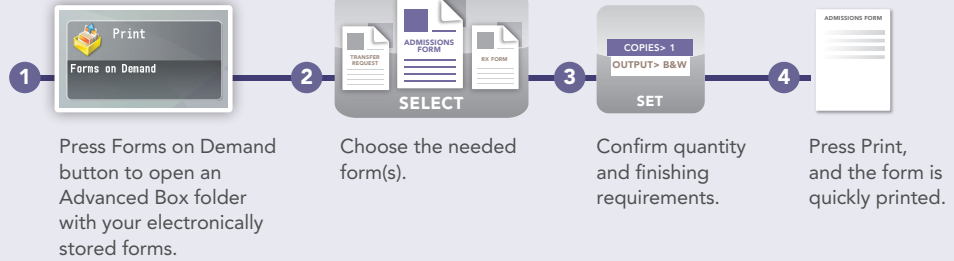 1
Print
Forms on Demand
Press Forms on Demand
button to open an
Advanced Box folder
with your electronically
stored forms.
2
TRANSFER
REQUEST
ADMISSIONS
FORM
RX FORM
SELECT
Choose the needed
form(s).
3
COPIES> 1
OUTPUT> B&W
SET
Confirm quantity
and finishing
requirements.
4
ADMISSIONS FORM
Press Print,
and the form is
quickly printed.